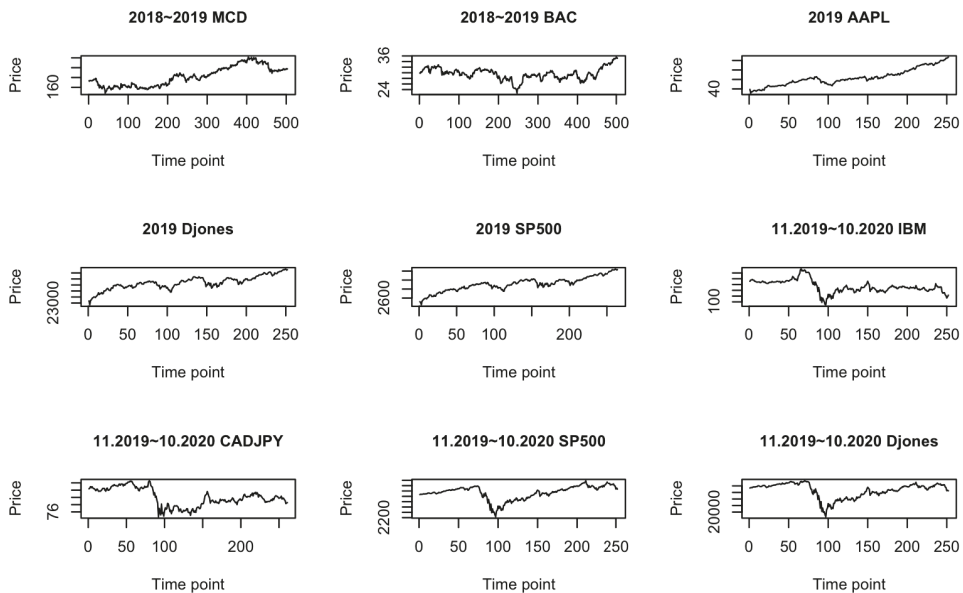 2018~2019 MCD
2018~2019 BAC
2019 AAPL
Price
160
0 100 200 300 400 500
Time point
Price
24 36
0 100 200 300 400 500
Time point
Price
40
0 50 100 150 200 250
Time point
2019 Djones
2019 SP500
11.2019~10.2020 IBM
Price
23000
0 50 100 150 200 250
Time point
Price
2600
0 50 100 150 200
Time point
Price
100
0 50 100 150 200 250
Time point
11.2019~10.2020 CADJPY
11.2019~10.2020 SP500
11.2019~10.2020 Djones
Price
76
0 50 100 200
Time point
Price
2200
0 50 100 150 200 250
Time point
Price
20000
0 50 100 150 200 250
Time point